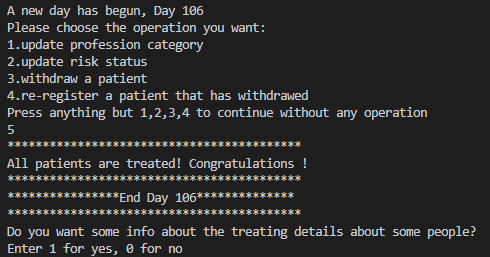 A new day has begun, Day 106
Please choose the operation you want:
1.update profession category
2.update risk status
3.withdraw a patient
4.re-register a patient that has withdrawed
Press anything but 1,2,3,4 to continue without any operation
5
******************************************
All patients are treated! Congratulations !
******************************************
****************End Day 106**************
******************************************
Do you want some info about the treating details about some people?
Enter 1 for yes, 0 for no